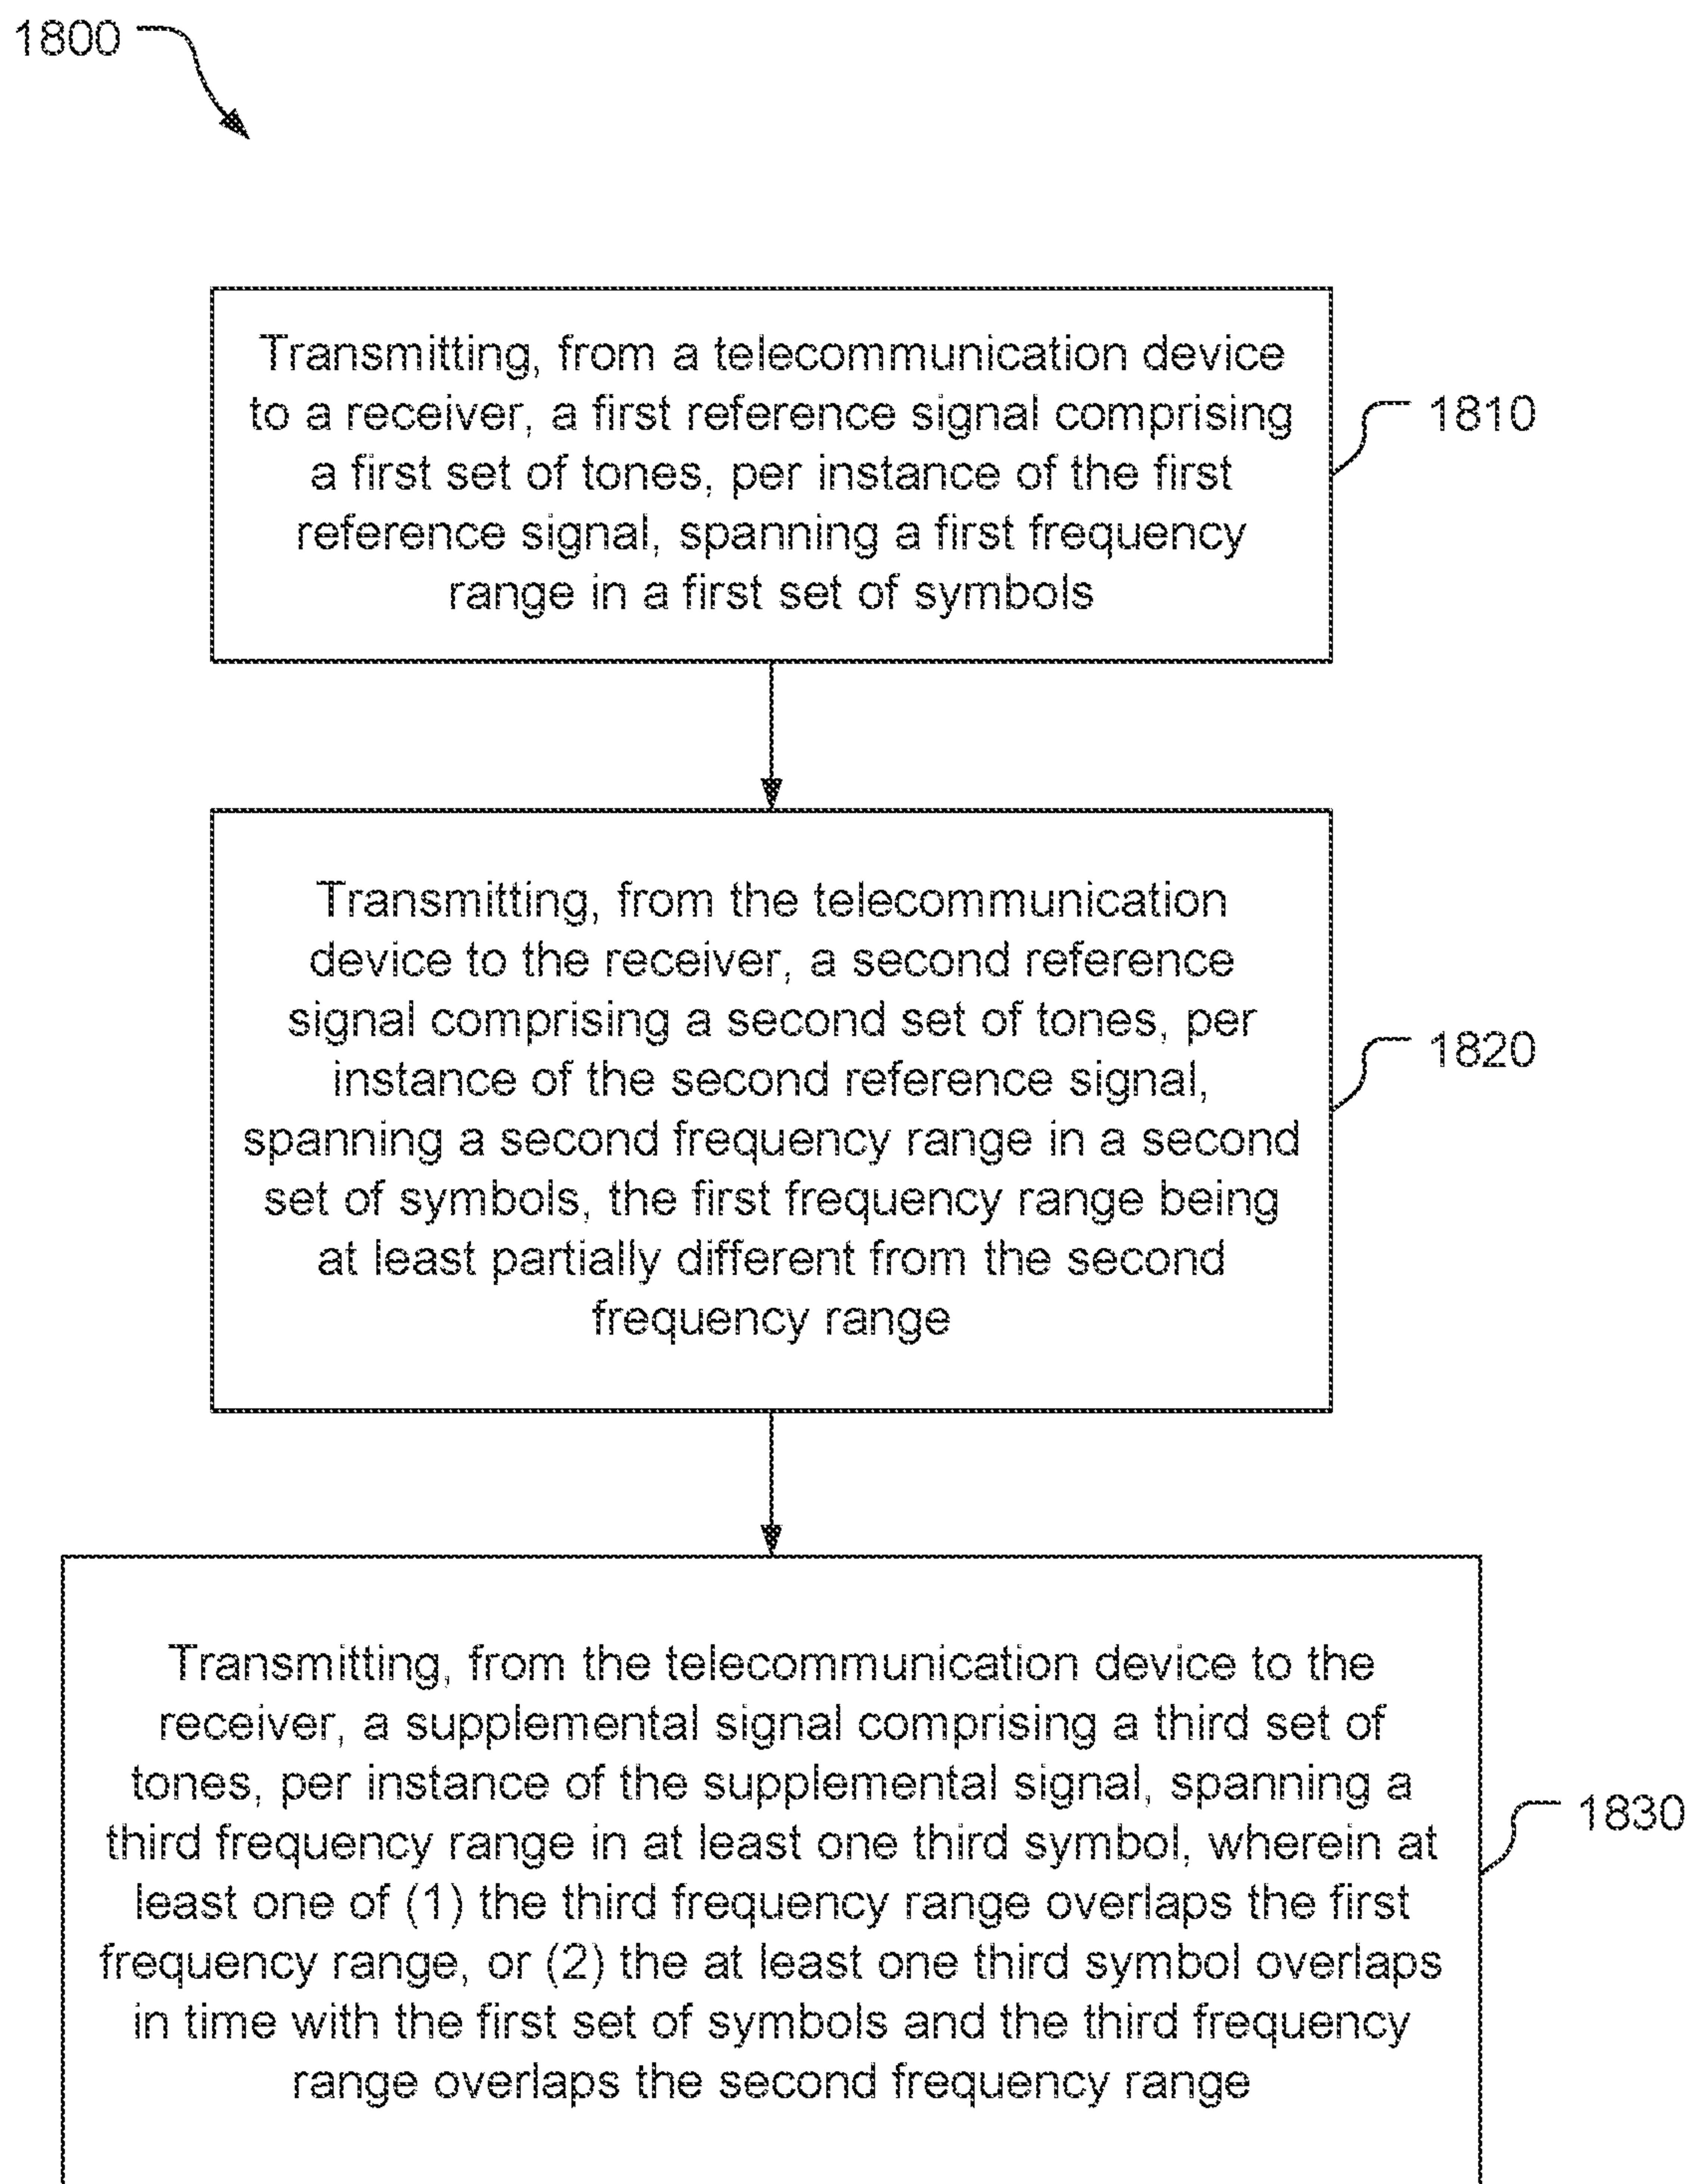 1800
Transmitting, from a telecommunication device
to a receiver, a first reference signal comprising
a first set of tones, per instance of the first
reference signal, spanning a first frequency
range in a first set of symbols
1810
Transmitting, from the telecommunication
device to the receiver, a second reference
signal comprising a second set of tones, per
instance of the second reference signal,
spanning a second frequency range in a second
set of symbols, the first frequency range being
at least partially different from the second
frequency range
1820
Transmitting, from the telecommunication device to the
receiver, a supplemental signal comprising a third set of
tones, per instance of the supplemental signal, spanning a
third frequency range in at least one third symbol, wherein at
least one of (1) the third frequency range overlaps the first
frequency range, or (2) the at least one third symbol overlaps
in time with the first set of symbols and the third frequency
range overlaps the second frequency range
1830